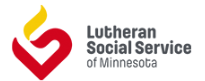 Lutheran
Social Service
of Minnesota